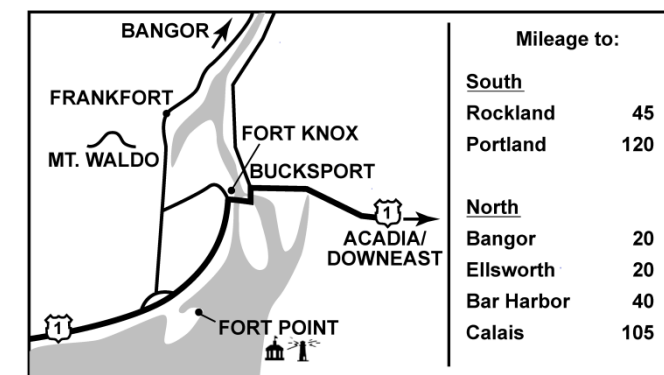 BANGOR
FRANKFORT
MT. WALDO
FORT KNOX
BUCKSPORT
1
ACADIA/
DOWNEAST
1
FORT POINT
Mileage to:
South
Rockland 45
Portland 120
North
Bangor 20
Ellsworth 20
Bar Harbor 40
Calais 105